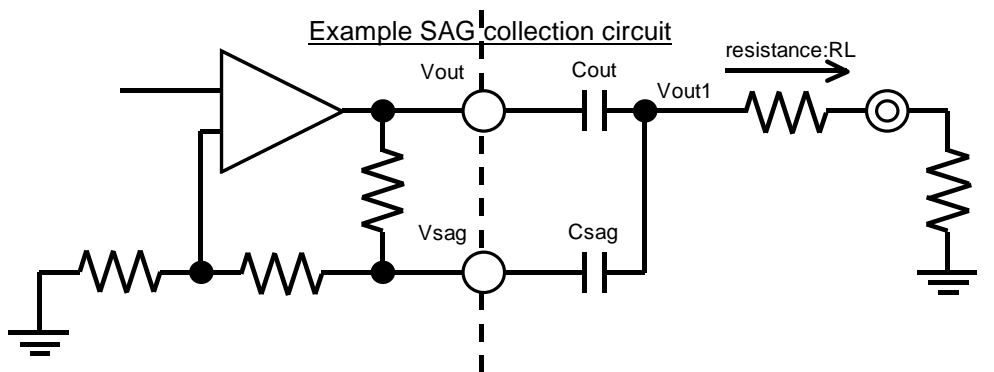 Example SAG collection circuit
resistance:RL
Vout
Cout
Vout1
Vsag
Csag